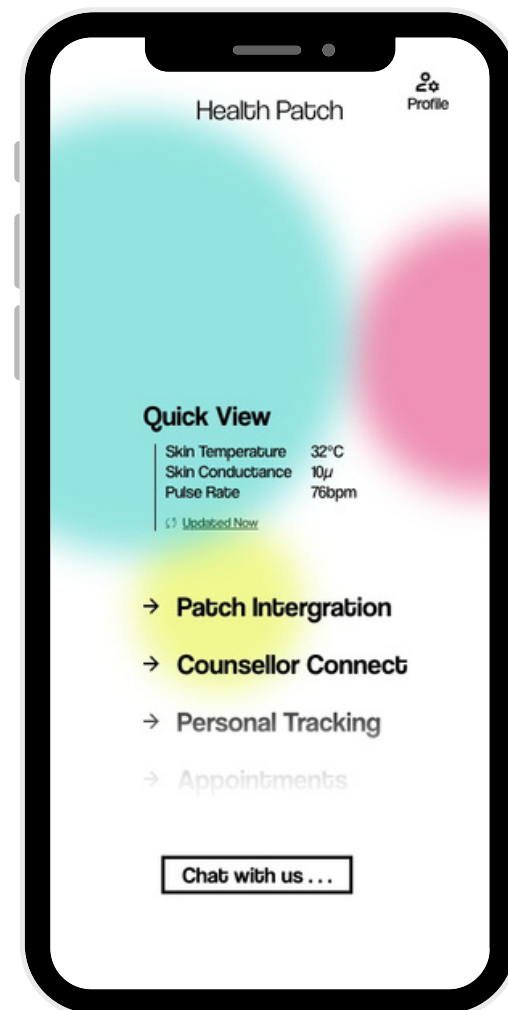 Profile
Health Patch
Quick View
Skin Temperature 32°C
Skin Conductance 10µ
Pulse Rate 76bpm
Updated Now
→ Patch Intergration
→ Counsellor Connect
→ Personal Tracking
→ Appointments
Chat with us . . .